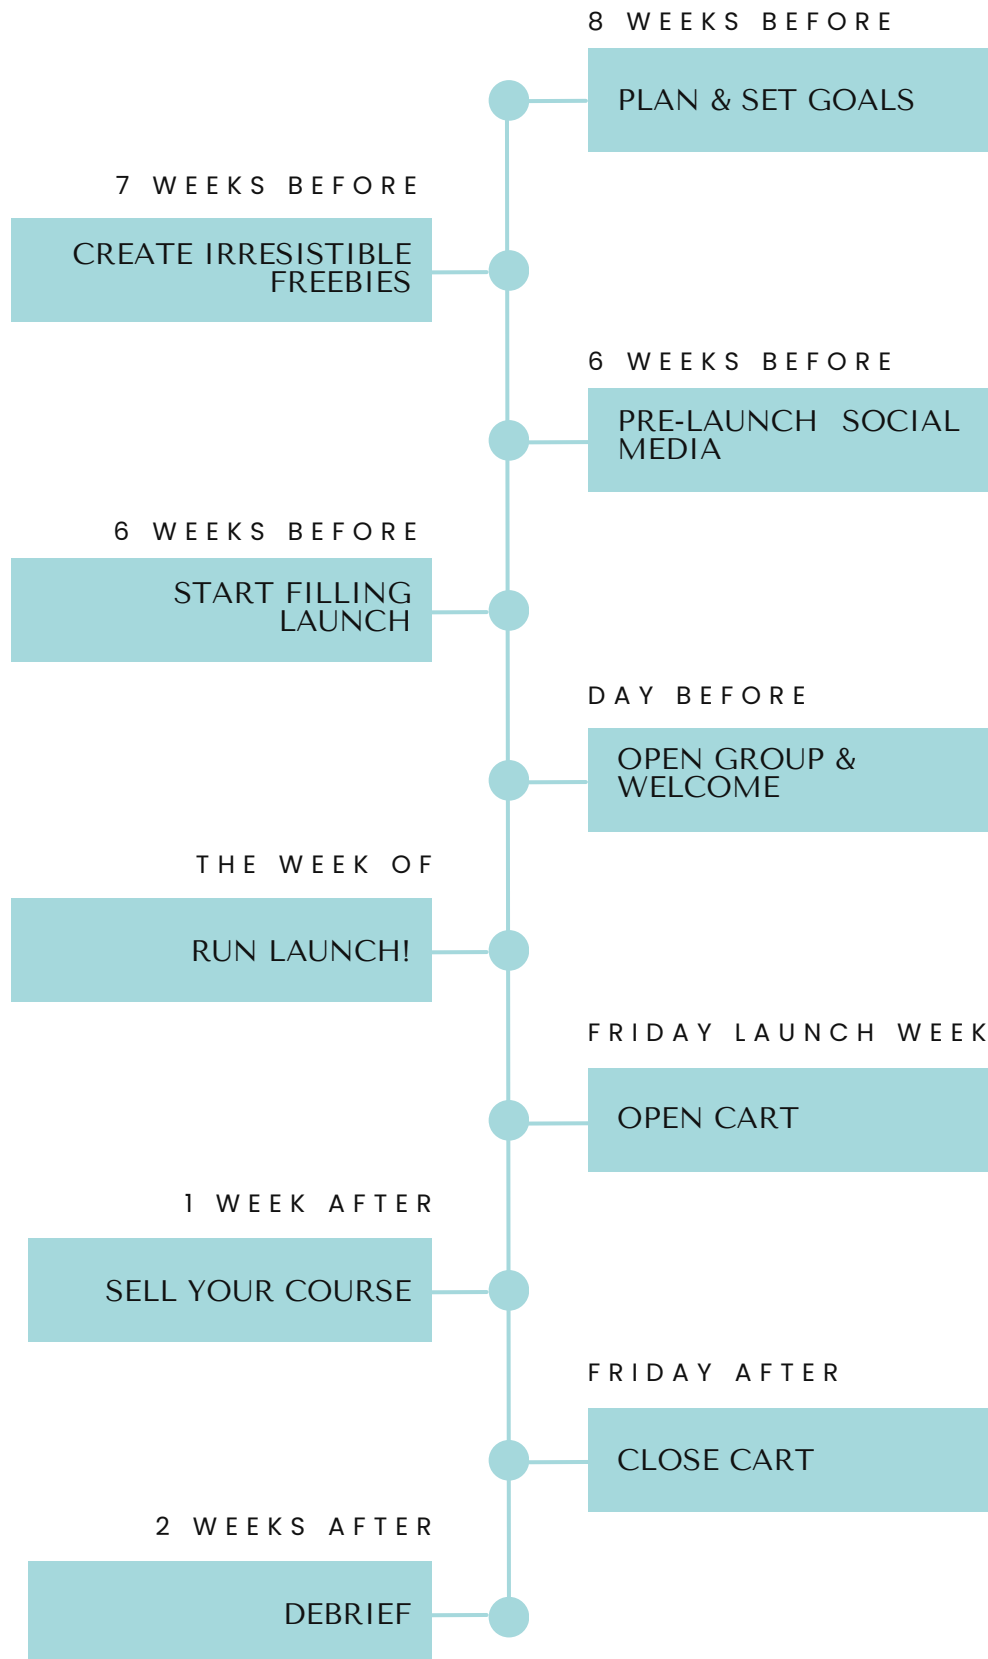 8 WEEKS BEFORE
PLAN & SET GOALS
7 WEEKS BEFORE
CREATE IRRESISTIBLE
FREEBIES
6 WEEKS BEFORE
PRE-LAUNCH SOCIAL
MEDIA
6 WEEKS BEFORE
START FILLING
LAUNCH
DAY BEFORE
OPEN GROUP &
WELCOME
THE WEEK OF
RUN LAUNCH!
FRIDAY LAUNCH WEEK
OPEN CART
1 WEEK AFTER
SELL YOUR COURSE
FRIDAY AFTER
CLOSE CART
2 WEEKS AFTER
DEBRIEF